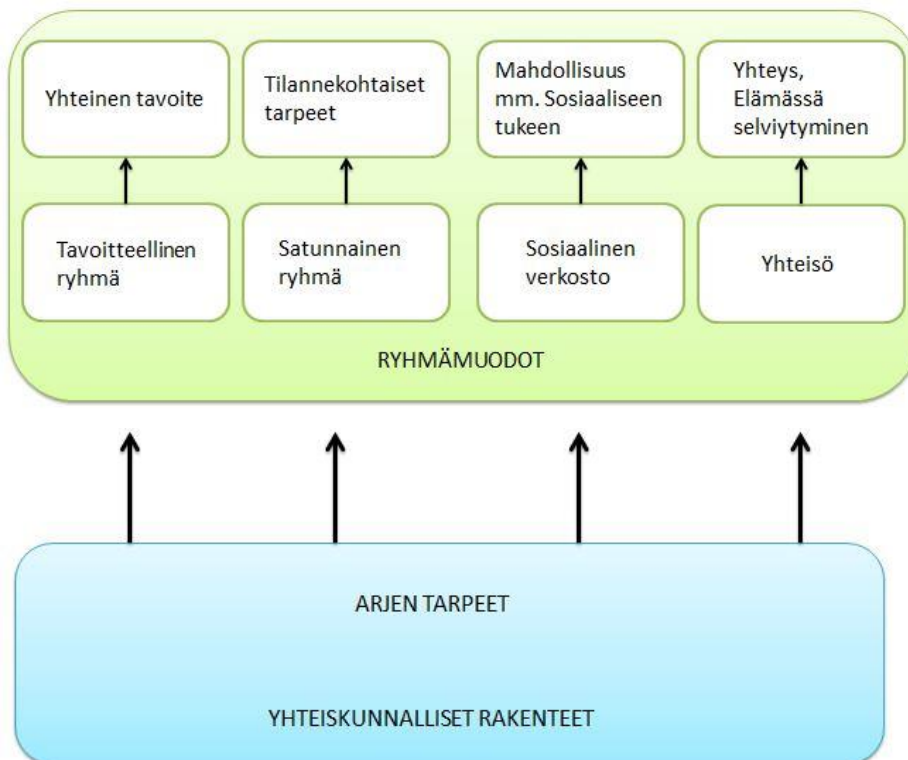 Yhteinen tavoite
Tilannekohtaiset
tarpeet
Mahdollisuus
mm. Sosiaaliseen
tukeen
Yhteys,
Elämässä
selviytyminen
Tavoitteellinen
ryhmä
Satunnainen
ryhmä
Sosiaalinen
verkosto
Yhteisö
RYHMÄMUODOT
ARJEN TARPEET
YHTEISKUNNALLISET RAKENTEET